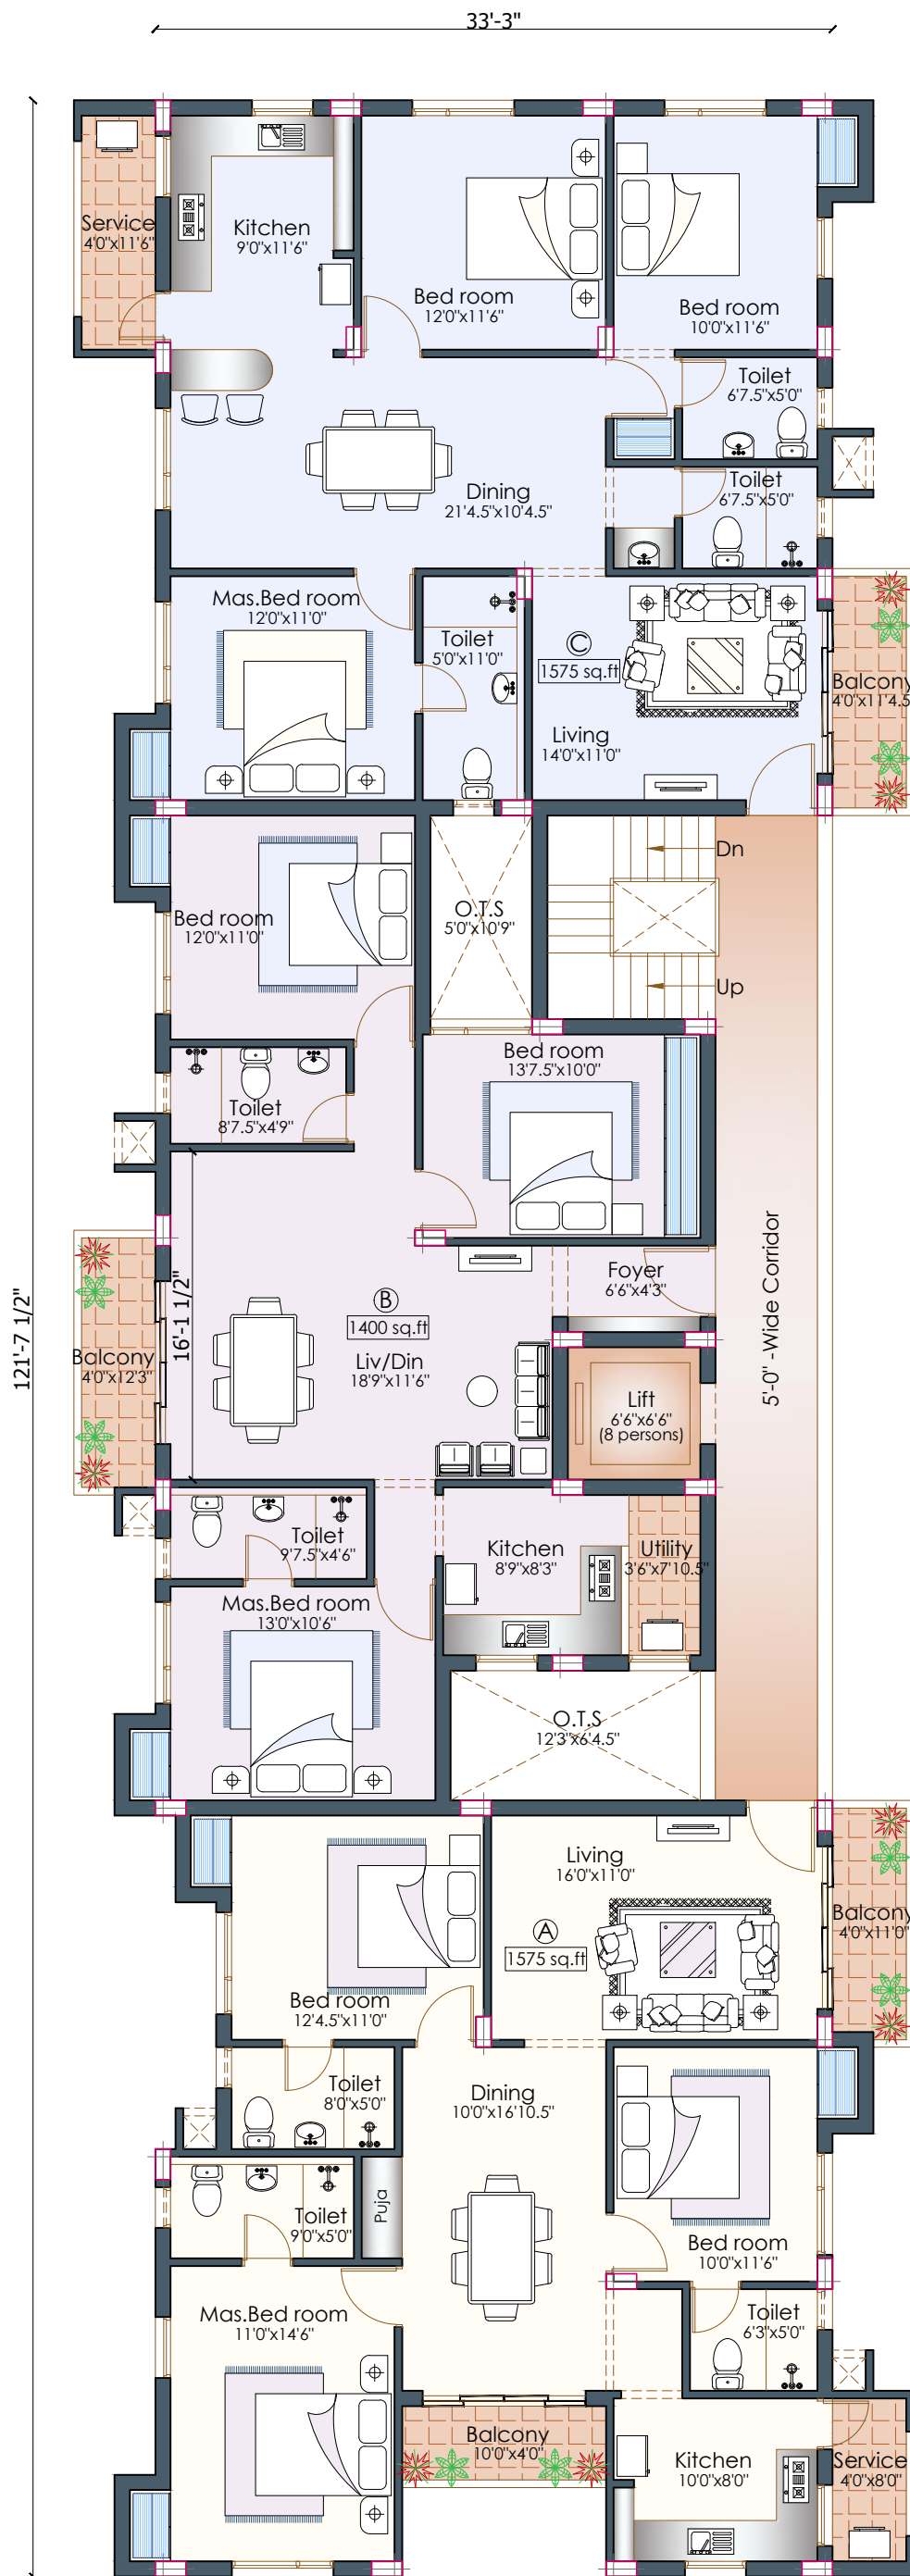 33'-3"
121'-7 1/2"
Service
4'0"x11'6"
Kitchen
9'0"x11'6"
Bed room
12'0"x11'6"
Bed room
10'0"x11'6"
Toilet
6'7.5"x5'0"
Dining
21'4.5"x10'4.5"
Toilet
6'7.5"x5'0"
Mas.Bed room
12'0"x11'0"
Toilet
5'0"x11'0"
C
1575 sq.ft
Living
14'0"x11'0"
Balcony
4'0"x11'4.5"
Dn
Up
Bed room
12'0"x11'0"
O.T.S
5'0"x10'9"
Bed room
13'7.5"x10'0"
Toilet
8'7.5"x4'9"
5'-0" -Wide Corridor
Foyer
6'6"x4'3"
16'-1 1/2"
B
1400 sq.ft
Liv/Din
18'9"x11'6"
Balcony
4'0"x12'3"
Lift
6'6"x6'6"
(8 persons)
Toilet
9'7.5"x4'6"
Kitchen
8'9"x8'3"
Utility
3'6"x7'10.5"
Mas.Bed room
13'0"x10'6"
O.T.S
12'3"x6'4.5"
Living
16'0"x11'0"
A
1575 sq.ft
Balcony
4'0"x11'0"
Bed room
12'4.5"x11'0"
Toilet
8'0"x5'0"
Dining
10'0"x16'10.5"
Puja
Toilet
9'0"x5'0"
Bed room
10'0"x11'6"
Mas.Bed room
11'0"x14'6"
Toilet
6'3"x5'0"
Balcony
10'0"x4'0"
Kitchen
10'0"x8'0"
Service
4'0"x8'0"